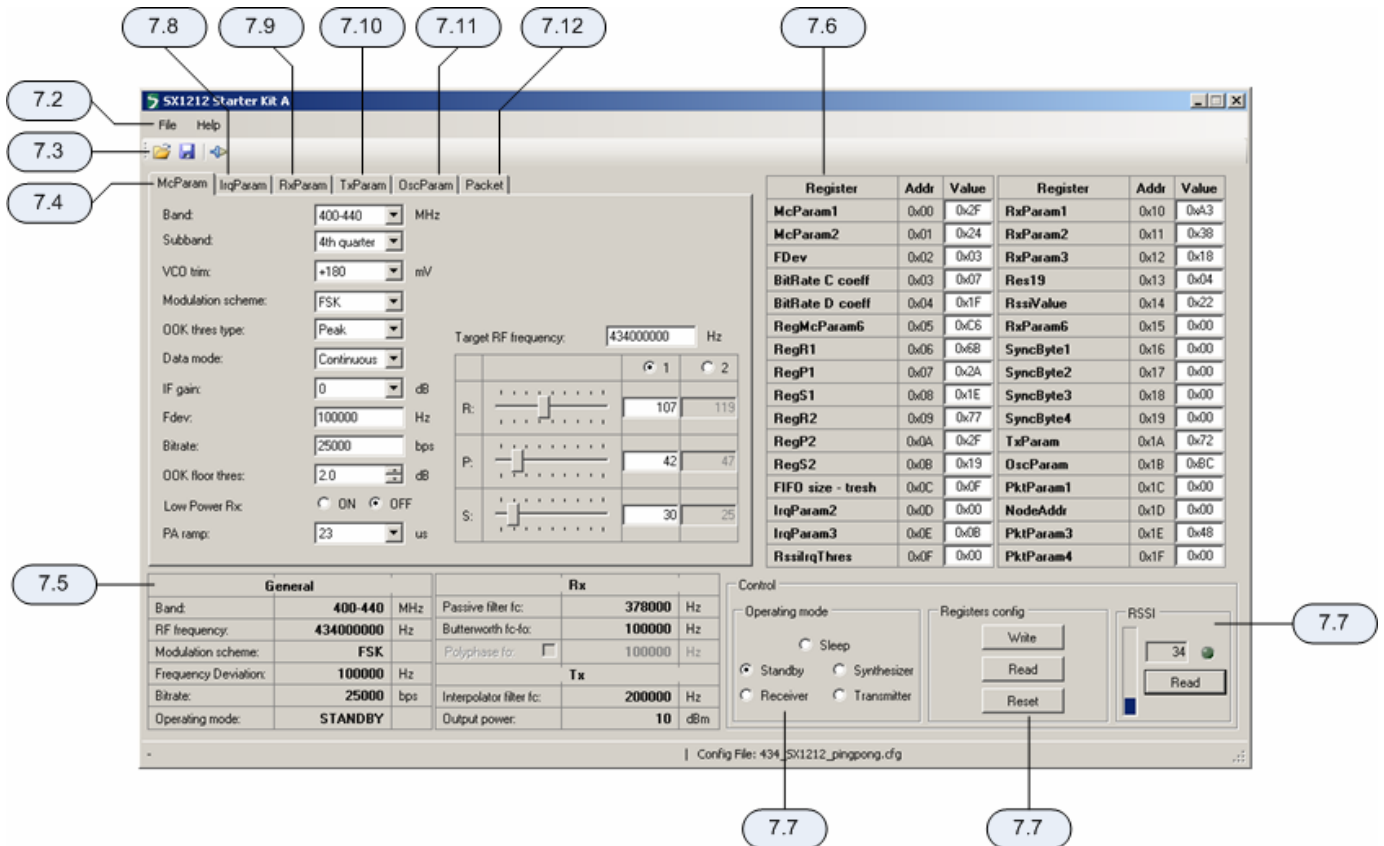 7.8 7.9 7.10 7.11 7.12 7.6
7.2
7.3
7.4
SX1212 Starter Kit A
File Help
McParam IrqParam RxParam TxParam OscParam Packet
Band: 400-440 MHz
Subband: 4th quarter
VCO trim: +180 mV
Modulation scheme: FSK
OOK thres type: Peak
Data mode: Continuous
IF gain: 0 dB
Fdev: 100000 Hz
Bitrate: 25000 bps
OOK floor thres: 2.0 dB
Low Power Rx: ON OFF
PA ramp: 23 us
Target RF frequency: 434000000 Hz
1 2
R: 107 119
P: 42 47
S: 30 25
Register Addr Value Register Addr Value
McParam1 0x00 0x2F RxParam1 0x10 0xA3
McParam2 0x01 0x24 RxParam2 0x11 0x38
FDev 0x02 0x03 RxParam3 0x12 0x18
BitRate C coeff 0x03 0x07 Res19 0x13 0x04
BitRate D coeff 0x04 0x1F RssiValue 0x14 0x22
RegMcParam6 0x05 0xC6 RxParam6 0x15 0x00
RegR1 0x06 0x6B SyncByte1 0x16 0x00
RegP1 0x07 0x2A SyncByte2 0x17 0x00
RegS1 0x08 0x1E SyncByte3 0x18 0x00
RegR2 0x09 0x77 SyncByte4 0x19 0x00
RegP2 0x0A 0x2F TxParam 0x1A 0x72
RegS2 0x0B 0x19 OscParam 0x1B 0xBC
FIFO size - tresh 0x0C 0x0F PktParam1 0x1C 0x00
IrqParam2 0x0D 0x00 NodeAddr 0x1D 0x00
IrqParam3 0x0E 0x0B PktParam3 0x1E 0x48
RssiIrqThres 0x0F 0x00 PktParam4 0x1F 0x00
7.5
General
Band: 400-440 MHz
RF frequency: 434000000 Hz
Modulation scheme: FSK
Frequency Deviation: 100000 Hz
Bitrate: 25000 bps
Operating mode: STANDBY
Rx
Passive filter fc: 378000 Hz
Butterworth fc-fo: 100000 Hz
Polyphase fo: 100000 Hz
Tx
Interpolator filter fc: 200000 Hz
Output power: 10 dBm
Control
Operating mode
Sleep
Standby Synthesizer
Receiver Transmitter
Registers config
Write
Read
Reset
RSSI
34
Read
7.7
- | Config File: 434_SX1212_pingpong.cfg
7.7 7.7